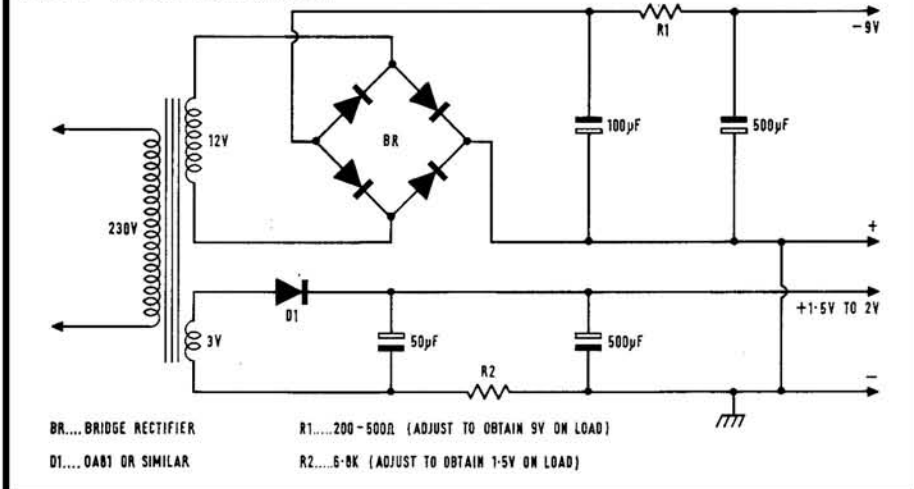 −9V
R1
12V
BR
100µF
500µF
230V
+
D1
+1·5V TO 2V
3V
50µF
500µF
R2
−
BR.... BRIDGE RECTIFIER
R1.....200-500Ω (ADJUST TO OBTAIN 9V ON LOAD)
D1.... OA81 OR SIMILAR
R2.....6·8K (ADJUST TO OBTAIN 1·5V ON LOAD)